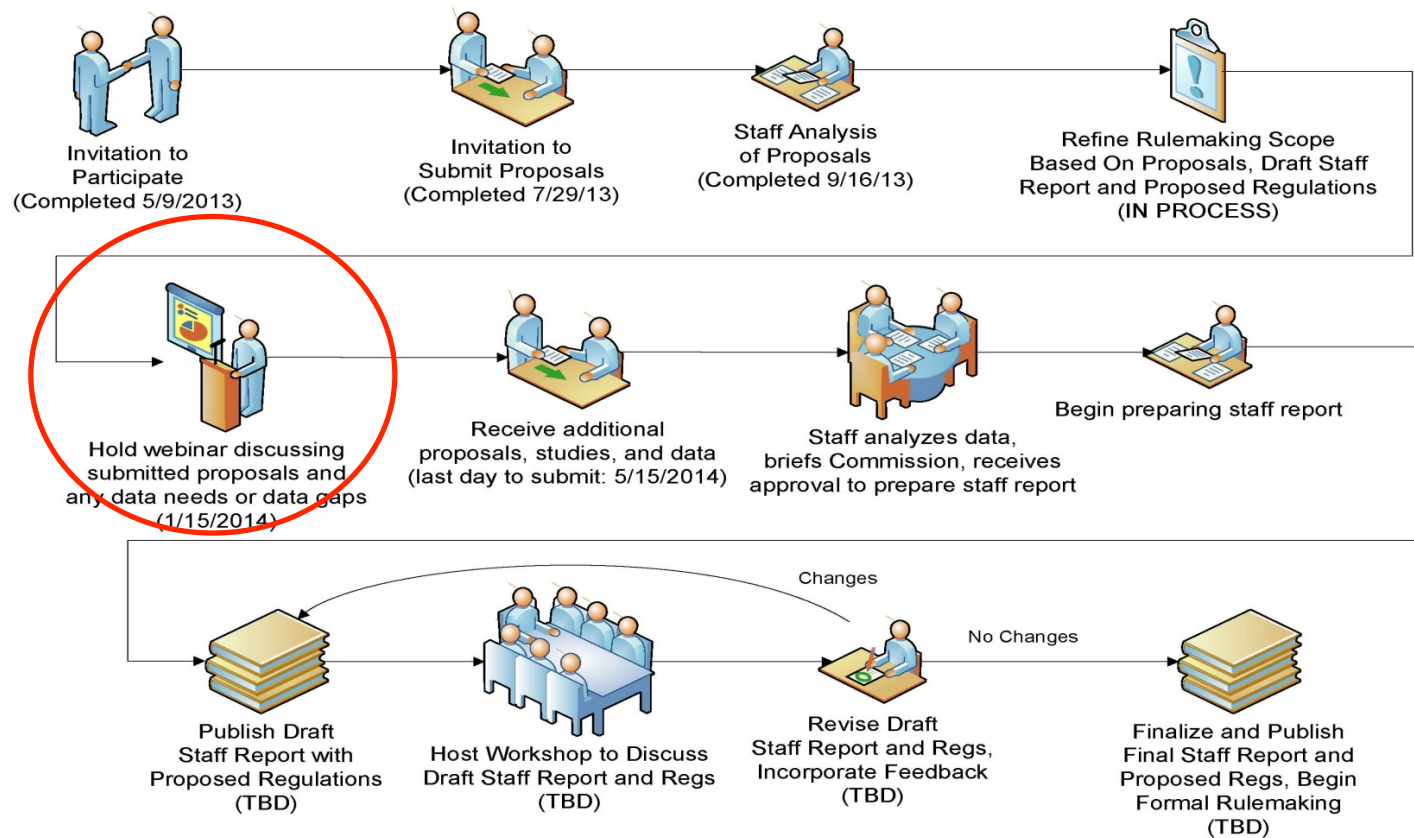 Invitation to
Participate
(Completed 5/9/2013)
Invitation to
Submit Proposals
(Completed 7/29/13)
Staff Analysis
of Proposals
(Completed 9/16/13)
Refine Rulemaking Scope
Based On Proposals, Draft Staff
Report and Proposed Regulations
(IN PROCESS)
Hold webinar discussing
submitted proposals and
any data needs or data gaps
(1/15/2014)
Receive additional
proposals, studies, and data
(last day to submit: 5/15/2014)
Staff analyzes data,
briefs Commission, receives
approval to prepare staff report
Begin preparing staff report
Changes
No Changes
Publish Draft
Staff Report with
Proposed Regulations
(TBD)
Host Workshop to Discuss
Draft Staff Report and Regs
(TBD)
Revise Draft
Staff Report and Regs,
Incorporate Feedback
(TBD)
Finalize and Publish
Final Staff Report and
Proposed Regs, Begin
Formal Rulemaking
(TBD)